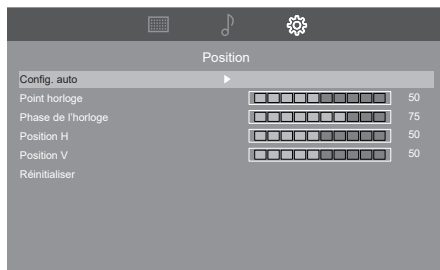 Position
Config. auto
Point horloge 50
Phase de l'horloge 75
Position H 50
Position V 50
Réinitialiser